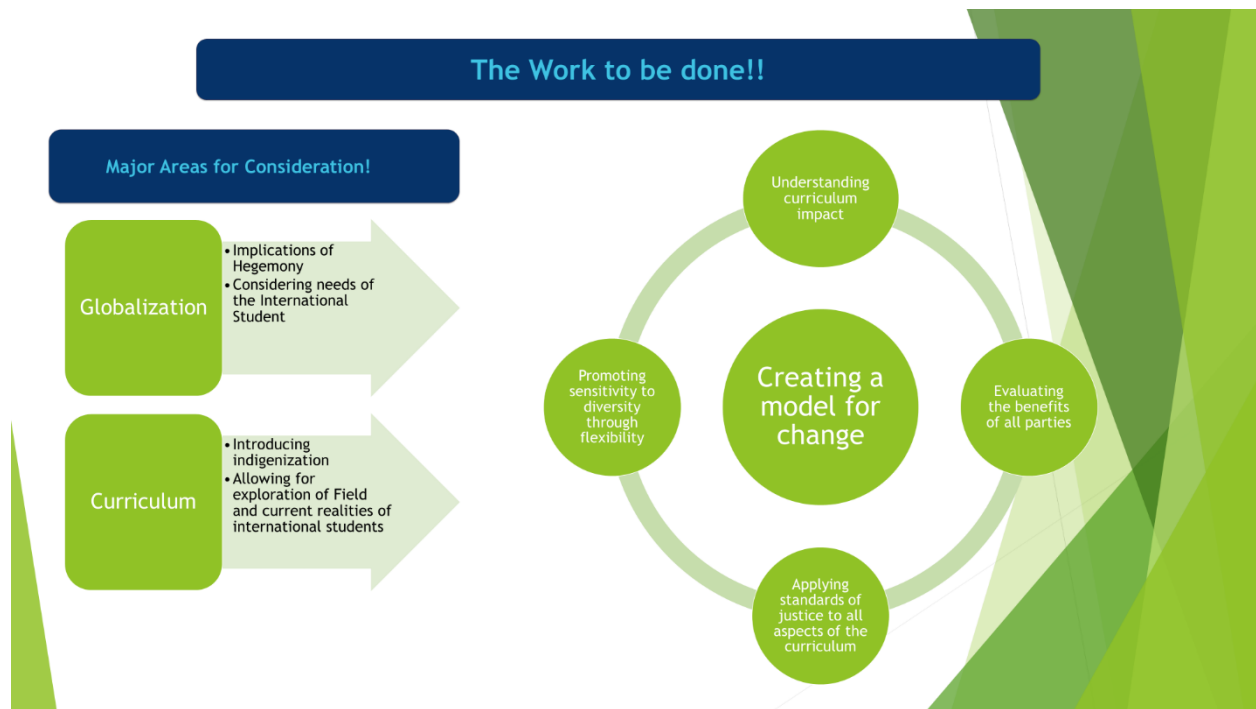 The Work to be done!!
Major Areas for Consideration!
Globalization
•Implications of
Hegemony
•Considering needs of
the International
Student
Curriculum
•Introducing
indigenization
•Allowing for
exploration of Field
and current realities of
international students
Understanding
curriculum
impact
Evaluating
the benefits
of all parties
Applying
standards of
justice to all
aspects of the
curriculum
Promoting
sensitivity to
diversity
through
flexibility
Creating a
model for
change